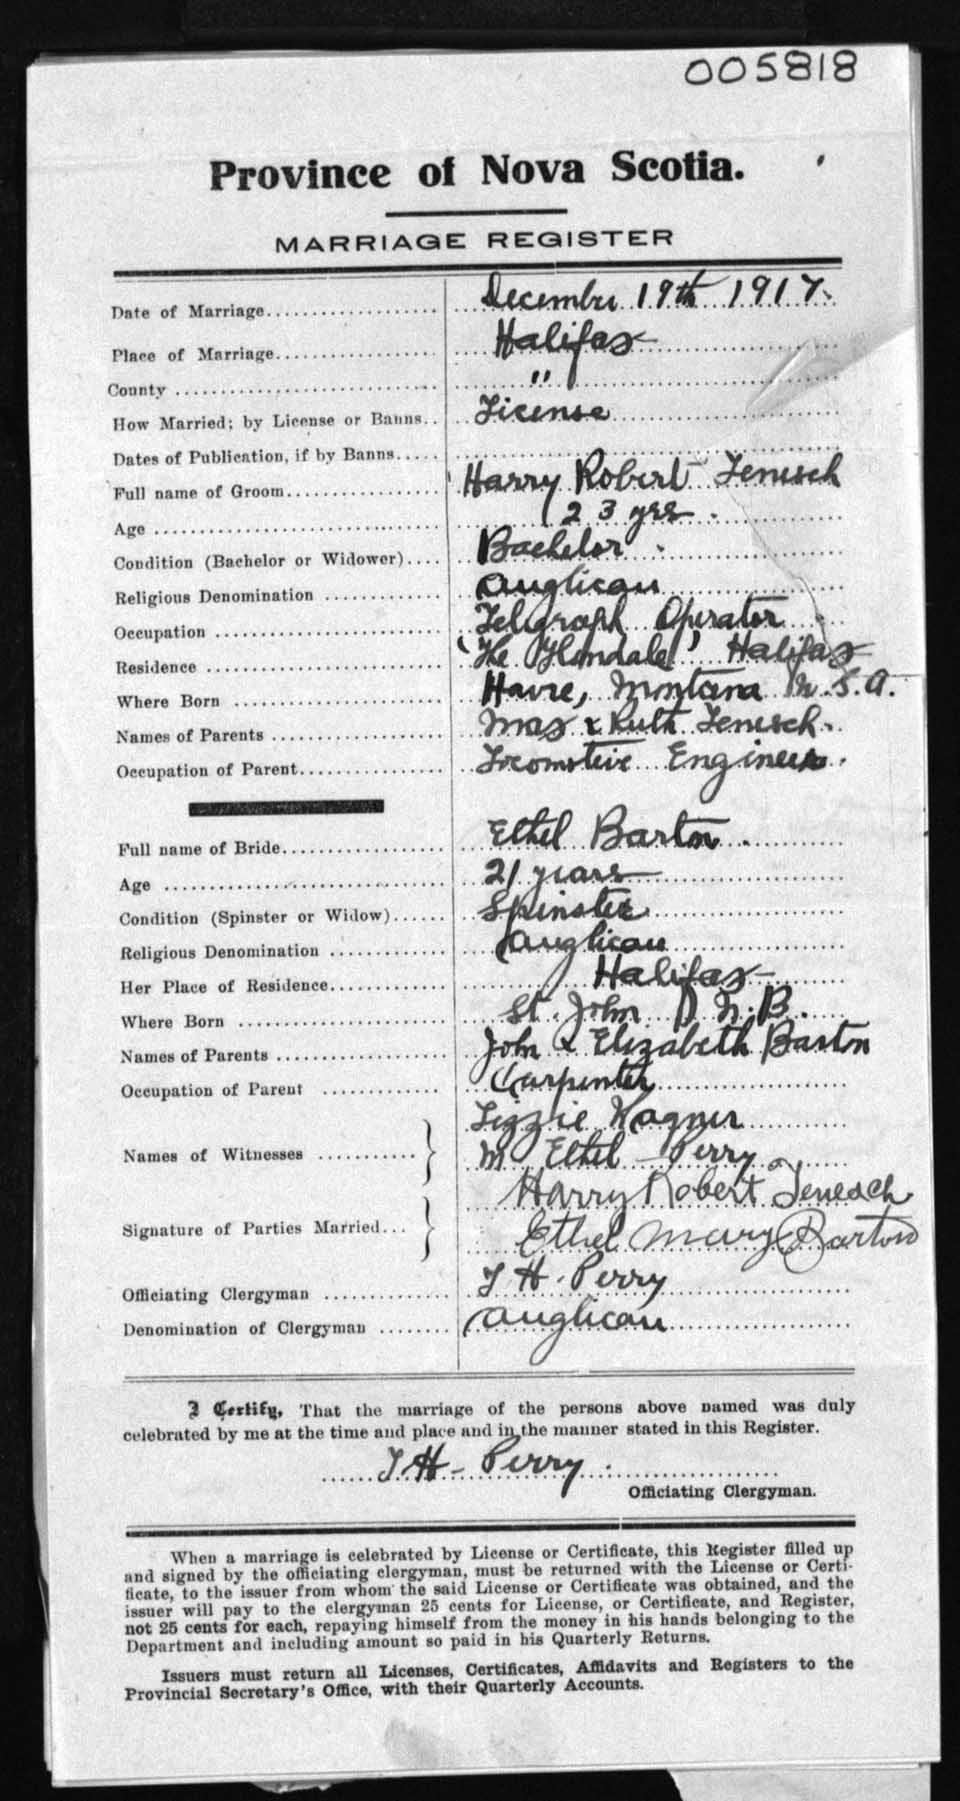 005818
Province of Nova Scotia.
MARRIAGE REGISTER
Date of Marriage................... December 19th 1917.
Place of Marriage.................. Halifax
County ............................ "
How Married; by License or Banns.. License
Dates of Publication, if by Banns.....
Full name of Groom................ Harry Robert Tenesch
Age ............................. 23 yrs.
Condition (Bachelor or Widower).... Bachelor.
Religious Denomination ............ Anglican
Occupation ....................... Telegraph Operator
Residence ........................ "The Glendale" Halifax
Where Born ...................... Havre, Montana U.S.A.
Names of Parents ................. Max & Ruth Tenesch.
Occupation of Parent............... Locomotive Engineer.
Full name of Bride................. Ethel Barton.
Age ............................. 21 years
Condition (Spinster or Widow)...... Spinster
Religious Denomination ............ Anglican
Her Place of Residence............. Halifax
Where Born ...................... St. John N.B.
Names of Parents ................. John & Elizabeth Barton
Occupation of Parent ............. Carpenter
Lizzie Wagner
Names of Witnesses ........... M Ethel Perry
Harry Robert Tenesch
Signature of Parties Married... Ethel Mary Barton
Officiating Clergyman ............. T H. Perry
Denomination of Clergyman ........ Anglican
I Certify, That the marriage of the persons above named was duly
celebrated by me at the time and place and in the manner stated in this Register.
T H. Perry
Officiating Clergyman.
When a marriage is celebrated by License or Certificate, this Register filled up
and signed by the officiating clergyman, must be returned with the License or Certi-
ficate, to the issuer from whom the said License or Certificate was obtained, and the
issuer will pay to the clergyman 25 cents for License, or Certificate, and Register,
not 25 cents for each, repaying himself from the money in his hands belonging to the
Department and including amount so paid in his Quarterly Returns.
Issuers must return all Licenses, Certificates, Affidavits and Registers to the
Provincial Secretary's Office, with their Quarterly Accounts.